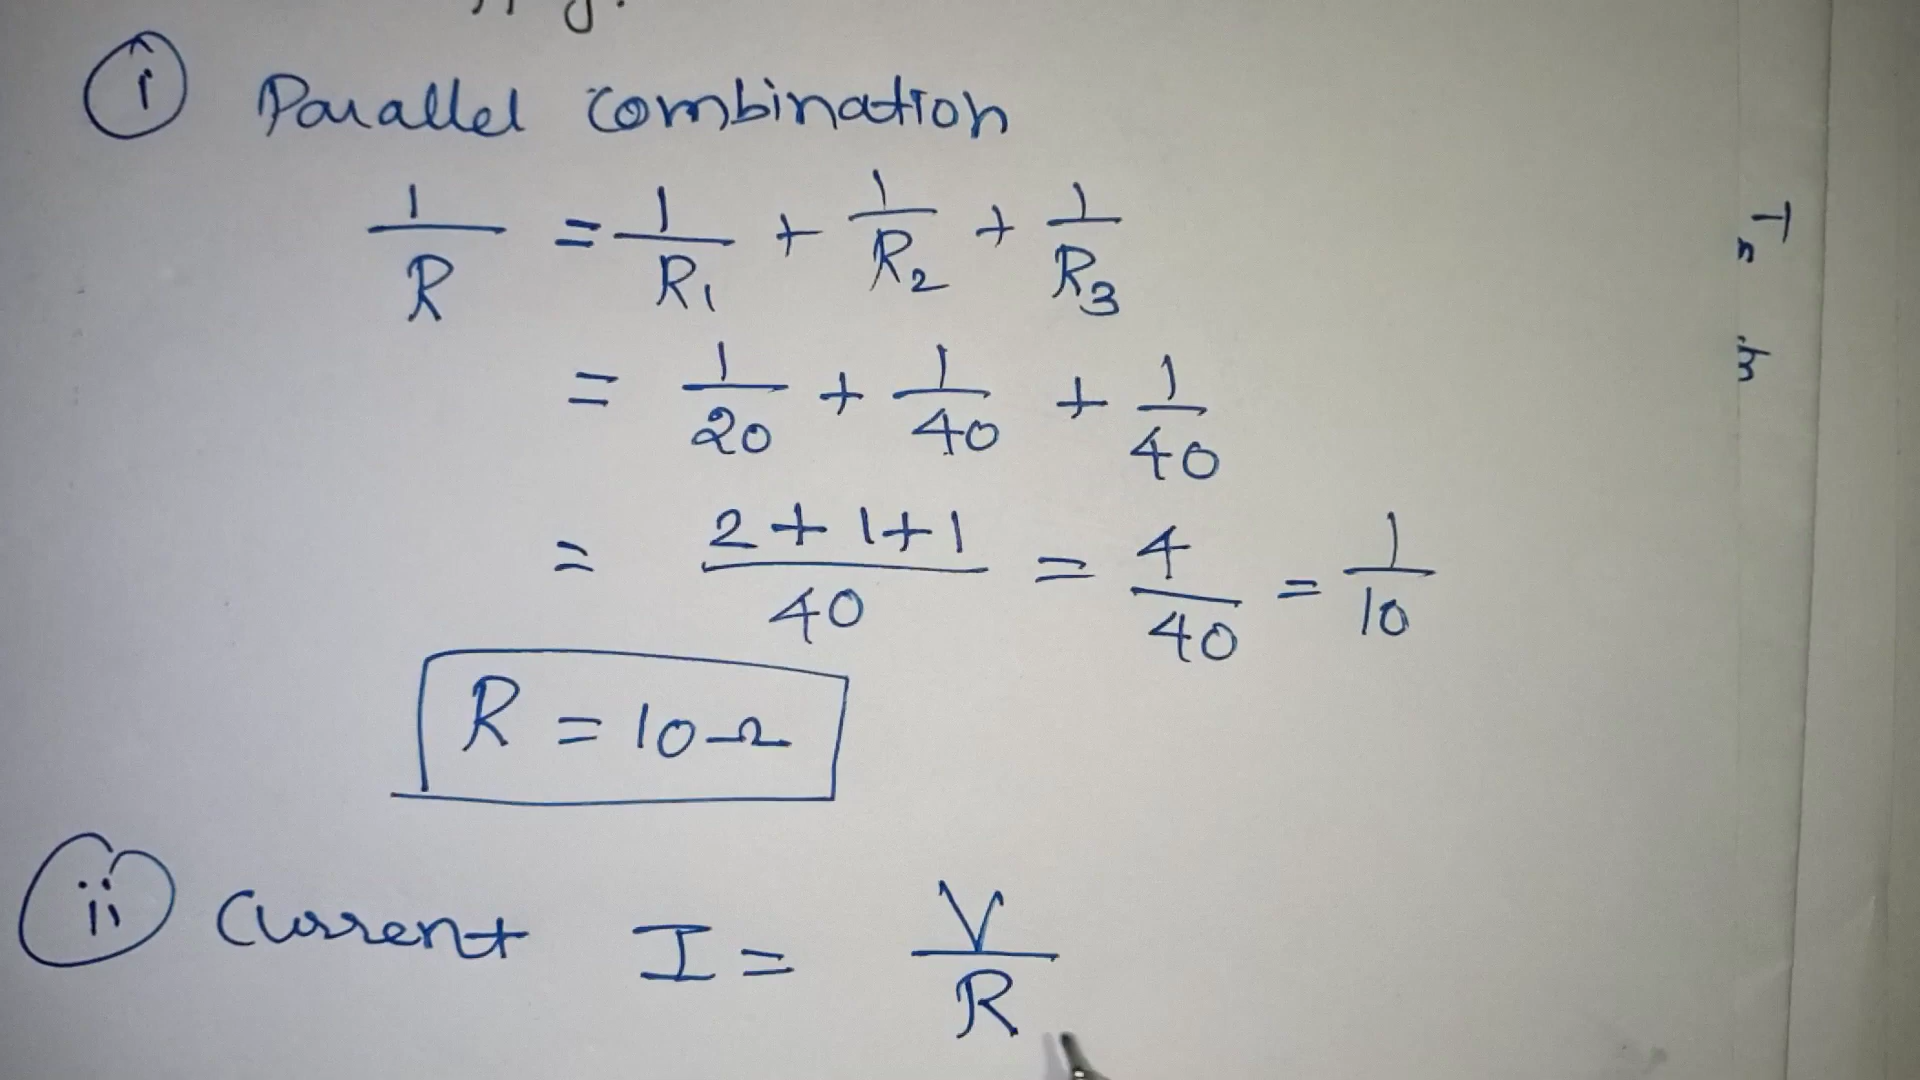 (i) Parallel combination
1/R = 1/R₁ + 1/R₂ + 1/R₃
= 1/20 + 1/40 + 1/40
= 2+1+1/40 = 4/40 = 1/10
R = 10Ω
(ii) Current I = V/R